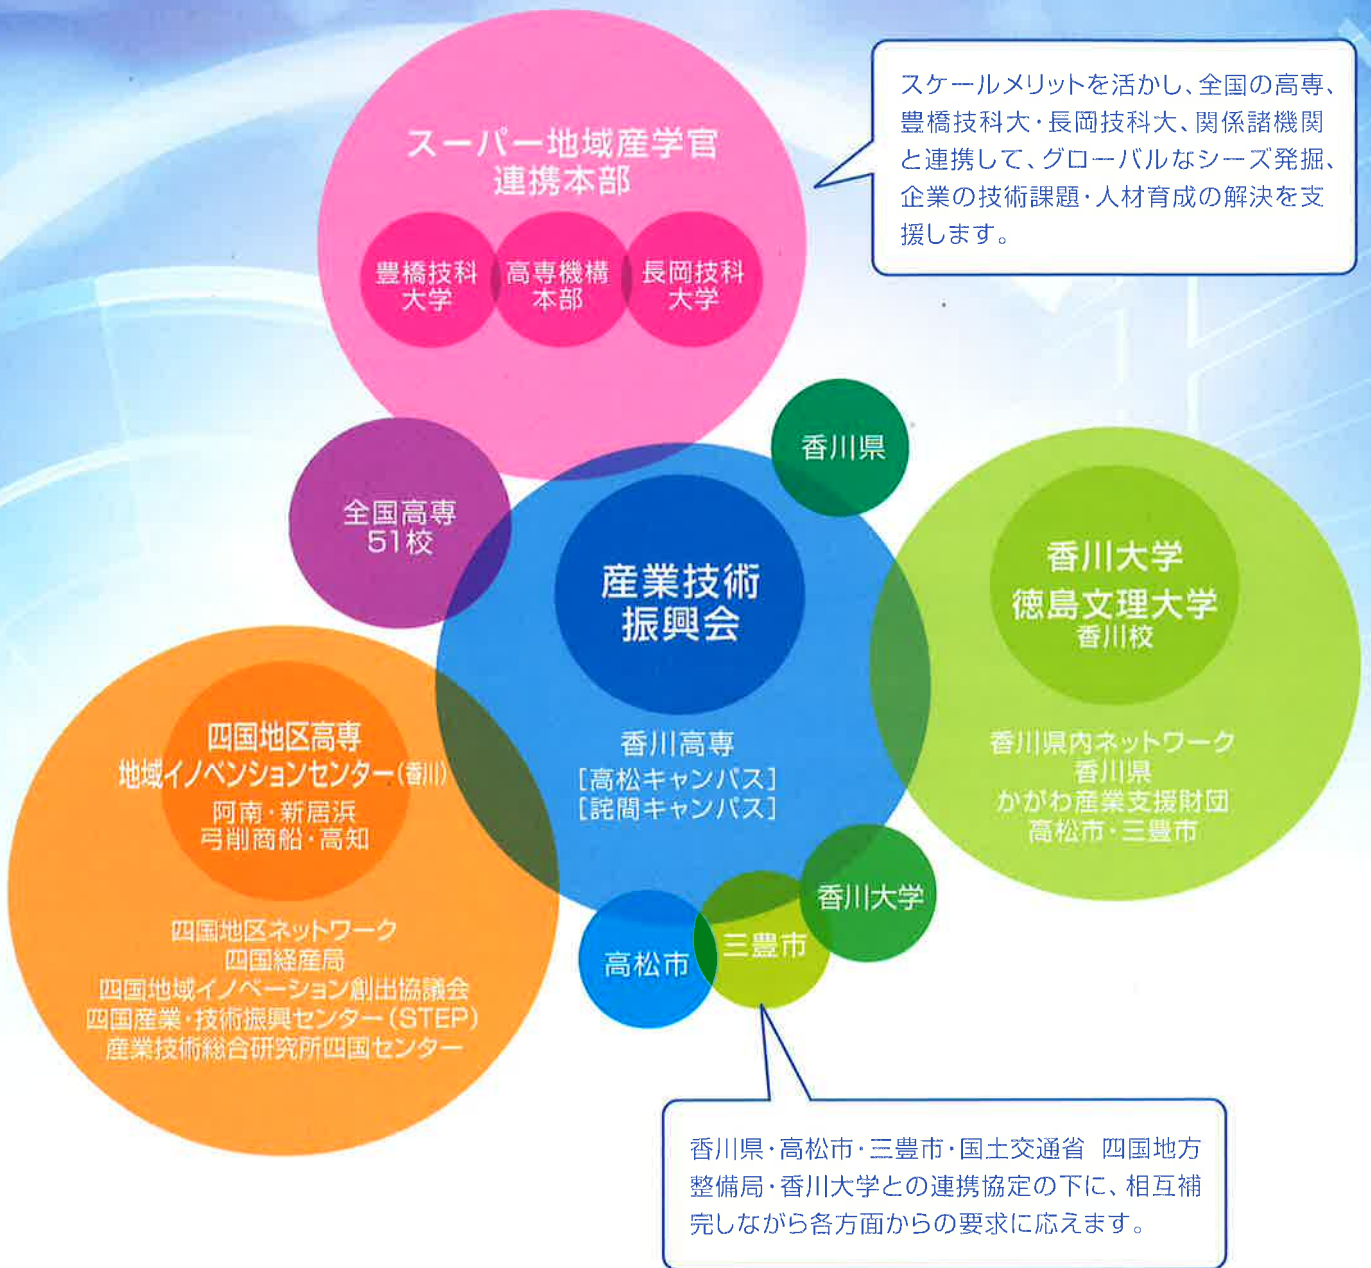 スーパー地域産学官
連携本部
豊橋技科
大学
高専機構
本部
長岡技科
大学
スケールメリットを活かし、全国の高専、
豊橋技科大・長岡技科大、関係諸機関
と連携して、グローバルなシーズ発掘、
企業の技術課題・人材育成の解決を支
援します。
香川県
全国高専
51校
産業技術
振興会
香川高専
[高松キャンパス]
[詫間キャンパス]
香川大学
徳島文理大学
香川校
香川県内ネットワーク
香川県
かがわ産業支援財団
高松市・三豊市
四国地区高専
地域イノベンションセンター(香川)
阿南・新居浜
弓削商船・高知
四国地区ネットワーク
四国経産局
四国地域イノベーション創出協議会
四国産業・技術振興センター(STEP)
産業技術総合研究所四国センター
高松市
三豊市
香川大学
香川県・高松市・三豊市・国土交通省 四国地方
整備局・香川大学との連携協定の下に、相互補
完しながら各方面からの要求に応えます。